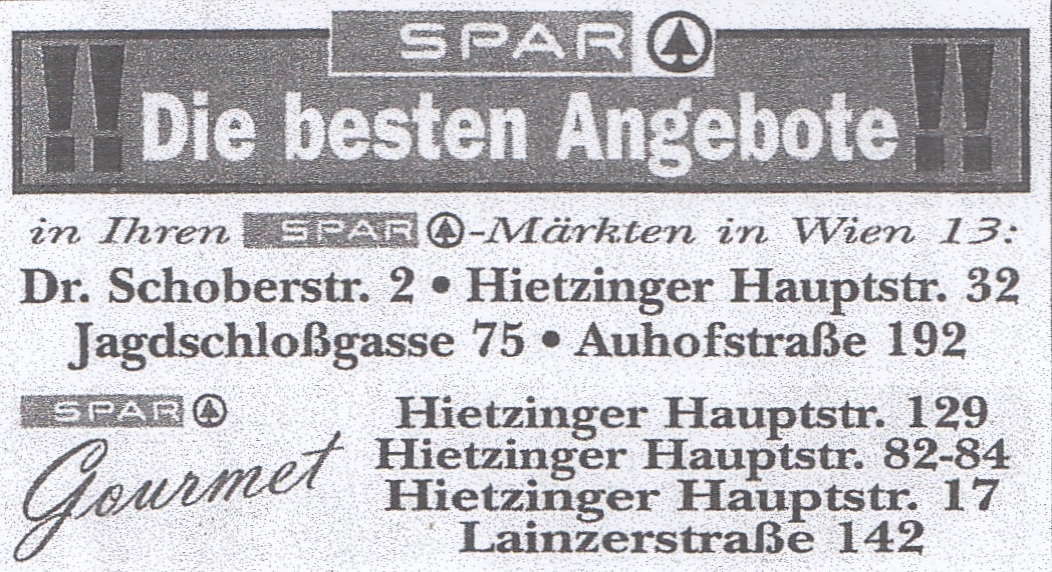 SPAR
!! Die besten Angebote !!
in Ihren SPAR -Märkten in Wien 13:
Dr. Schoberstr. 2 • Hietzinger Hauptstr. 32
Jagdschloßgasse 75 • Auhofstraße 192
SPAR
Gourmet
Hietzinger Hauptstr. 129
Hietzinger Hauptstr. 82-84
Hietzinger Hauptstr. 17
Lainzerstraße 142